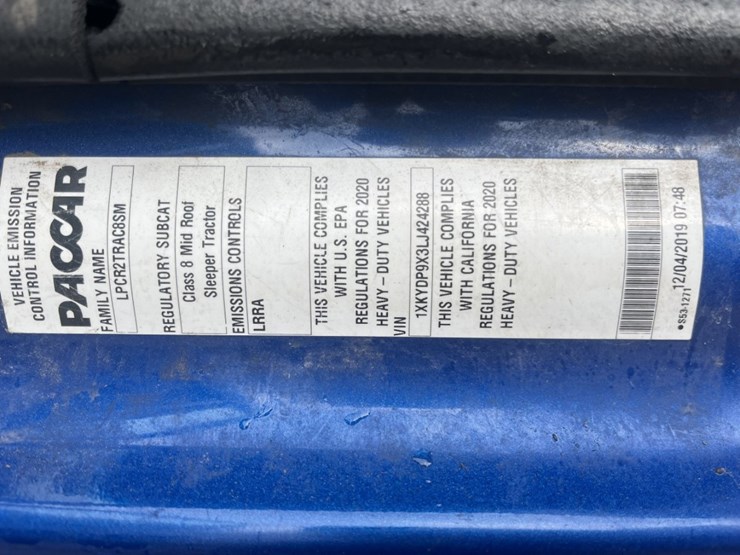 VEHICLE EMISSION
CONTROL INFORMATION
PACCAR
FAMILY NAME
LPCR2TRAC8SM
REGULATORY SUBCAT
Class 8 Mid Roof
Sleeper Tractor
EMISSIONS CONTROLS
LRRA
THIS VEHICLE COMPLIES
WITH U.S. EPA
REGULATIONS FOR 2020
HEAVY – DUTY VEHICLES
VIN
1XKYDP9X3LJ424288
THIS VEHICLE COMPLIES
WITH CALIFORNIA
REGULATIONS FOR 2020
HEAVY – DUTY VEHICLES
•S53-1271 12/04/2019 07:48